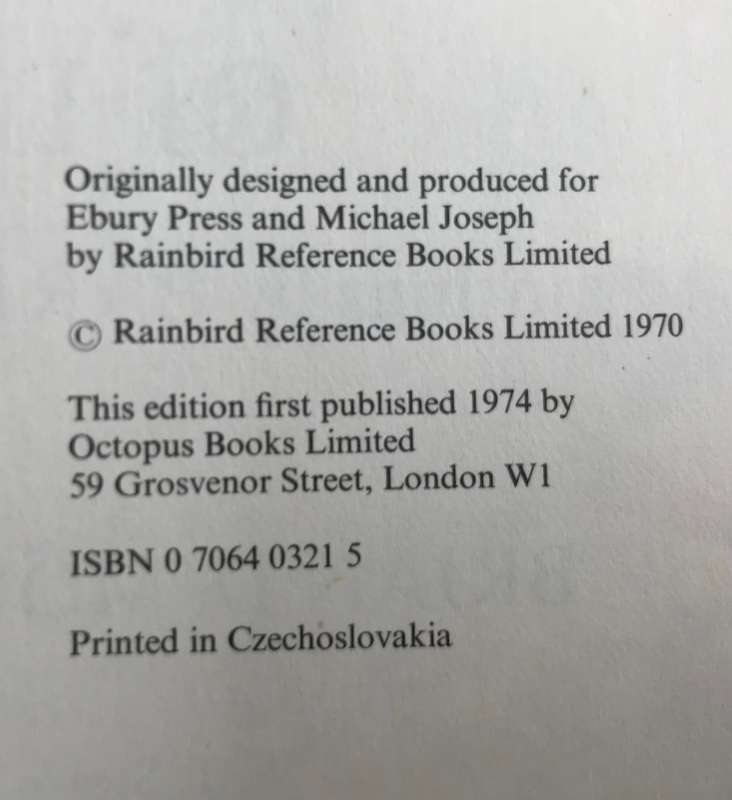 Originally designed and produced for
Ebury Press and Michael Joseph
by Rainbird Reference Books Limited
© Rainbird Reference Books Limited 1970
This edition first published 1974 by
Octopus Books Limited
59 Grosvenor Street, London W1
ISBN 0 7064 0321 5
Printed in Czechoslovakia